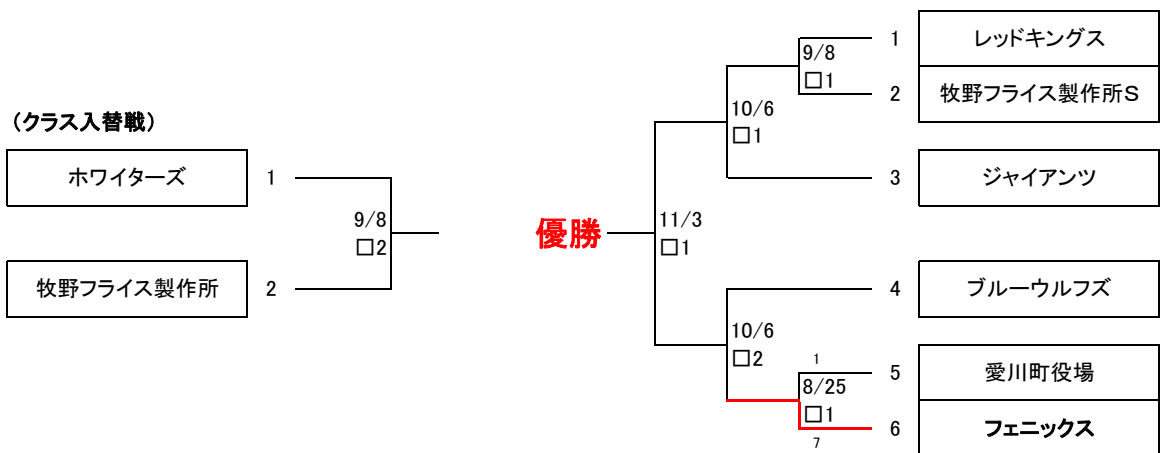 （クラス入替戦）
ホワイターズ 1
9/8
□2
牧野フライス製作所 2
優勝
11/3
□1
10/6
□1
9/8
□1
1 レッドキングス
2 牧野フライス製作所S
3 ジャイアンツ
4 ブルーウルフズ
10/6
□2
1
8/25
□1
7
5 愛川町役場
6 フェニックス